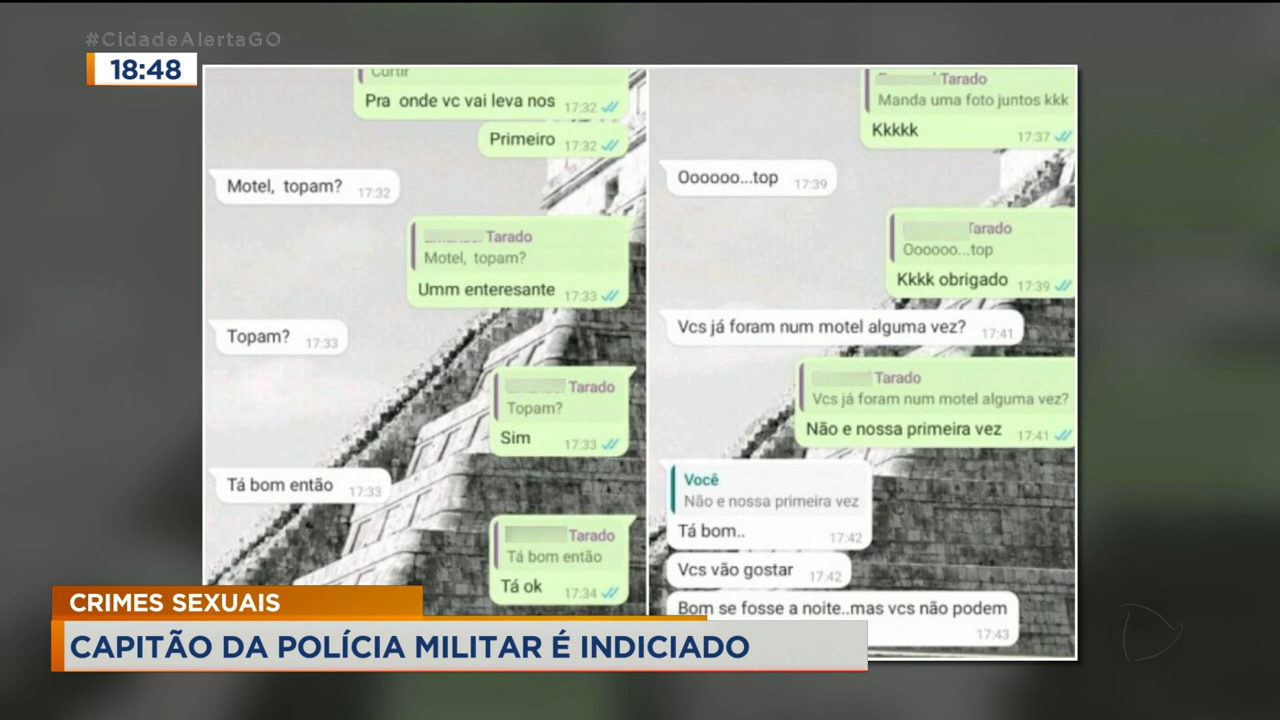 #CidadeAlertaGO
18:48
Curtir
Pra onde vc vai leva nos 17:32
Primeiro 17:32
Motel, topam? 17:32
Tarado
Motel, topam?
Umm enteresante 17:33
Topam? 17:33
Tarado
Topam?
Sim 17:33
Tá bom então 17:33
Tarado
Tá bom então
Tá ok 17:34
Tarado
Manda uma foto juntos kkk
Kkkkk 17:37
Oooooo...top 17:39
Tarado
Oooooo...top
Kkkk obrigado 17:39
Vcs já foram num motel alguma vez? 17:41
Tarado
Vcs já foram num motel alguma vez?
Não e nossa primeira vez 17:41
Você
Não e nossa primeira vez
Tá bom.. 17:42
Vcs vão gostar 17:42
Bom se fosse a noite..mas vcs não podem
17:43
CRIMES SEXUAIS
CAPITÃO DA POLÍCIA MILITAR É INDICIADO